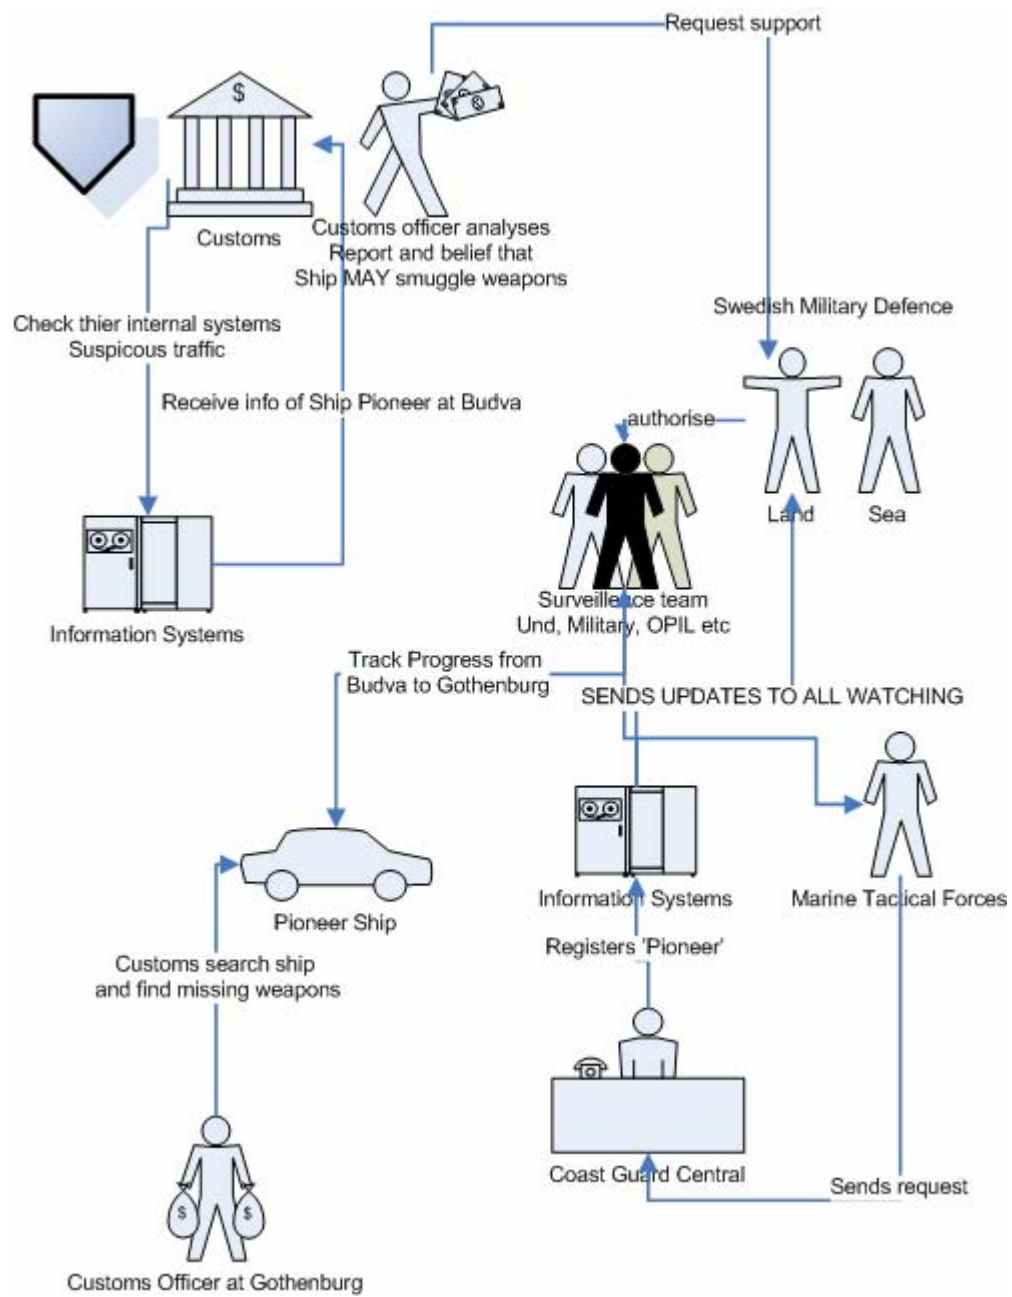 Request support
$
Customs
Customs officer analyses
Report and belief that
Ship MAY smuggle weapons
Check thier internal systems
Suspicous traffic
Receive info of Ship Pioneer at Budva
Swedish Military Defence
authorise
Land
Sea
Information Systems
Surveillence team
Und, Military, OPIL etc
Track Progress from
Budva to Gothenburg
SENDS UPDATES TO ALL WATCHING
Pioneer Ship
Information Systems
Marine Tactical Forces
Registers 'Pioneer'
Customs search ship
and find missing weapons
Coast Guard Central
Sends request
$ $
Customs Officer at Gothenburg